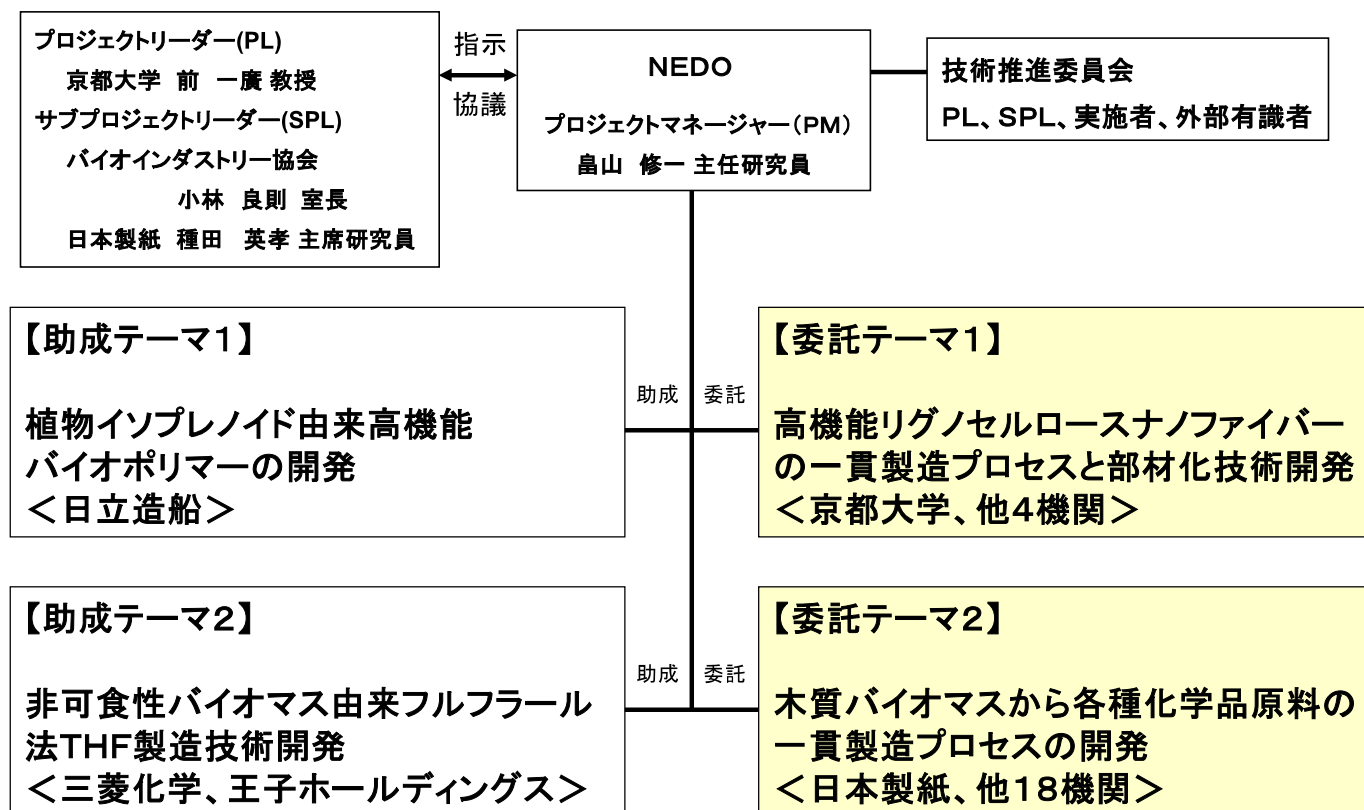 プロジェクトリーダー(PL)
京都大学 前 一廣 教授
サブプロジェクトリーダー(SPL)
バイオインダストリー協会
小林 良則 室長
日本製紙 種田 英孝 主席研究員
指示
協議
NEDO
プロジェクトマネージャー(PM)
畠山 修一 主任研究員
技術推進委員会
PL、SPL、実施者、外部有識者
【助成テーマ1】
植物イソプレノイド由来高機能
バイオポリマーの開発
<日立造船>
助成
委託
【委託テーマ1】
高機能リグノセルロースナノファイバー
の一貫製造プロセスと部材化技術開発
<京都大学、他4機関>
【助成テーマ2】
非可食性バイオマス由来フルフラール
法THF製造技術開発
<三菱化学、王子ホールディングス>
助成
委託
【委託テーマ2】
木質バイオマスから各種化学品原料の
一貫製造プロセスの開発
<日本製紙、他18機関>